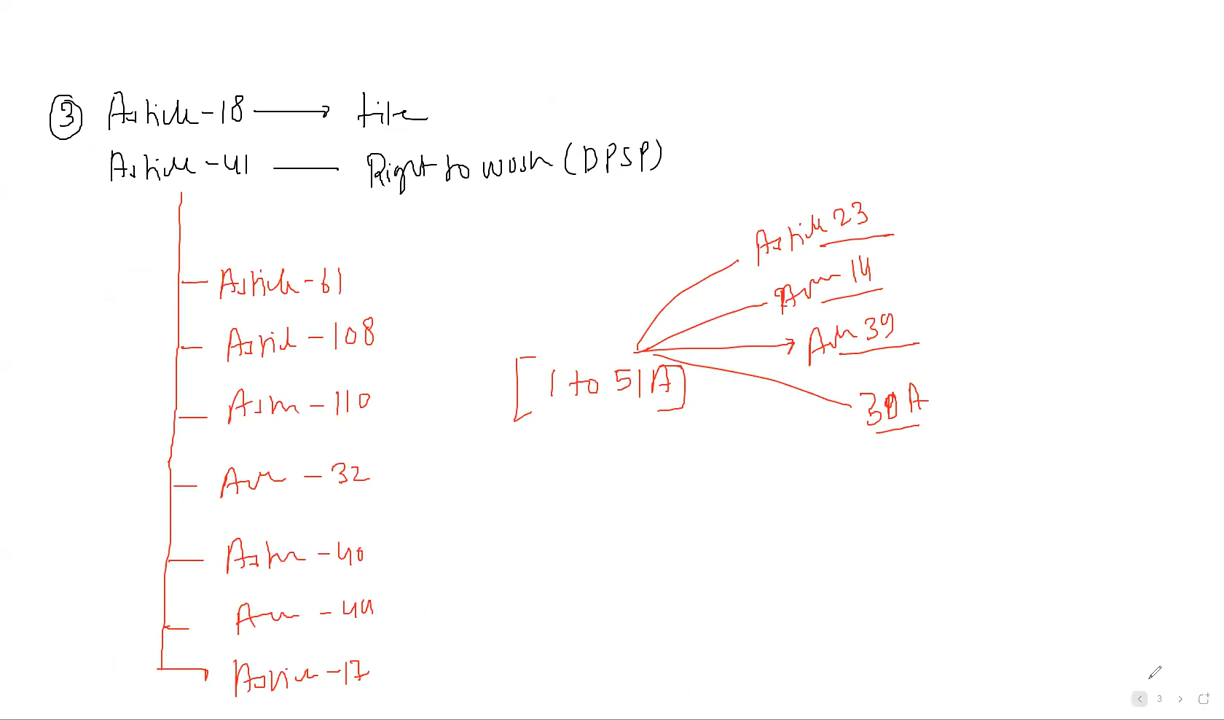 3 Article-18 → title
Article-41 — Right to work (DPSP)
Article-61
Article-108
Article-110
Article-32
Article-40
Article-44
Article-17
[1 to 51A]
Article 23
Article 14
Article 39
39A
3